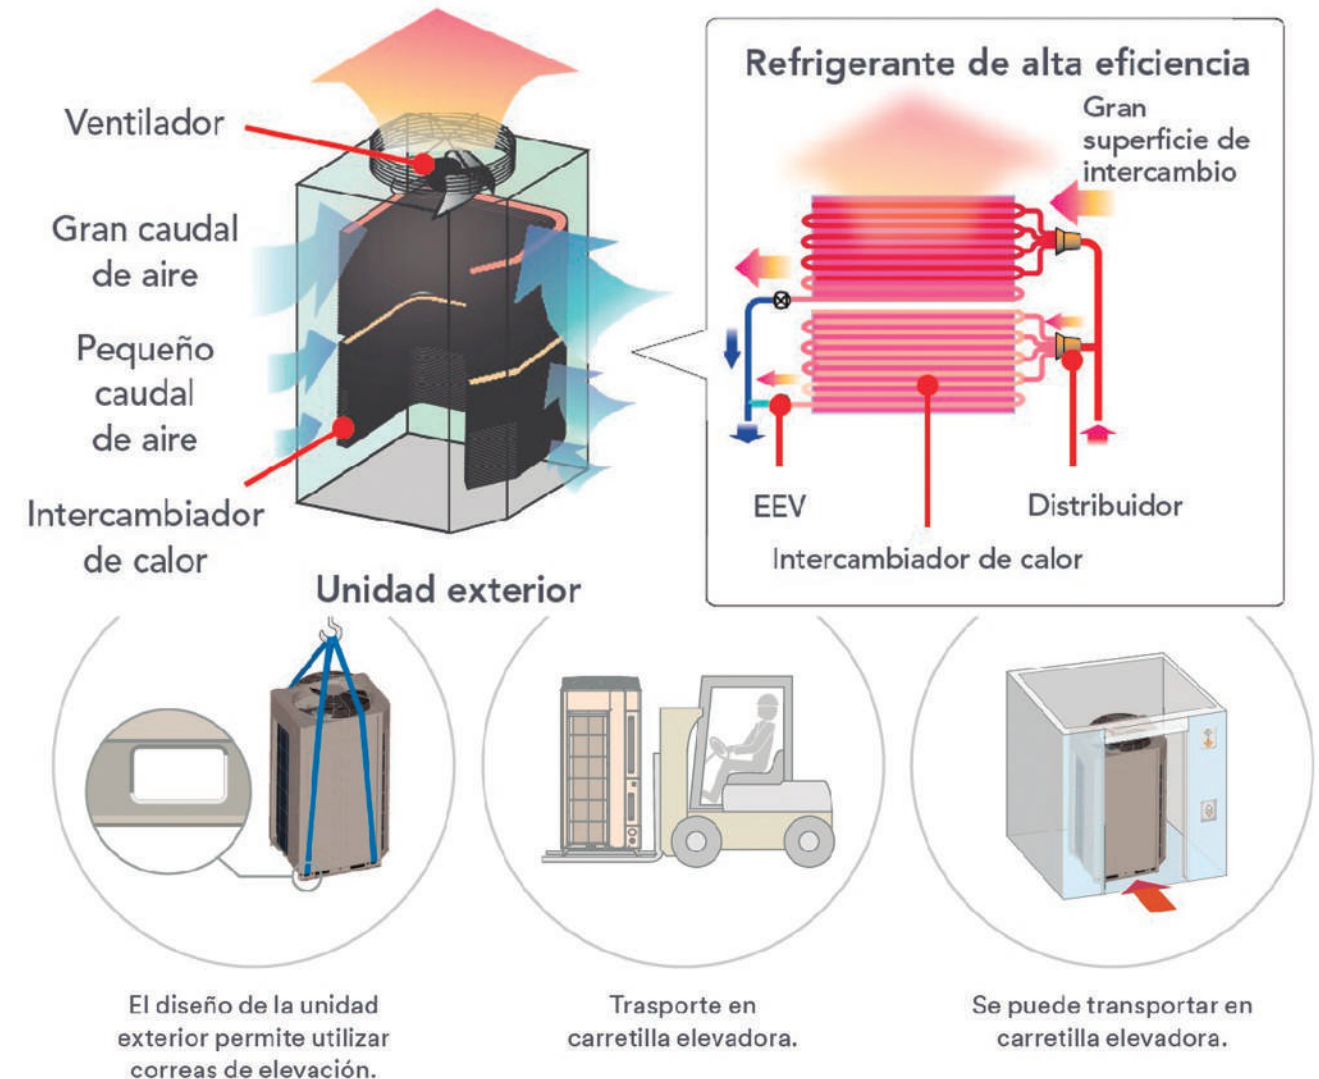 Ventilador
Gran caudal
de aire
Pequeño
caudal
de aire
Intercambiador
de calor
Unidad exterior
Refrigerante de alta eficiencia
Gran
superficie de
intercambio
EEV
Distribuidor
Intercambiador de calor
El diseño de la unidad
exterior permite utilizar
correas de elevación.
Trasporte en
carretilla elevadora.
Se puede transportar en
carretilla elevadora.